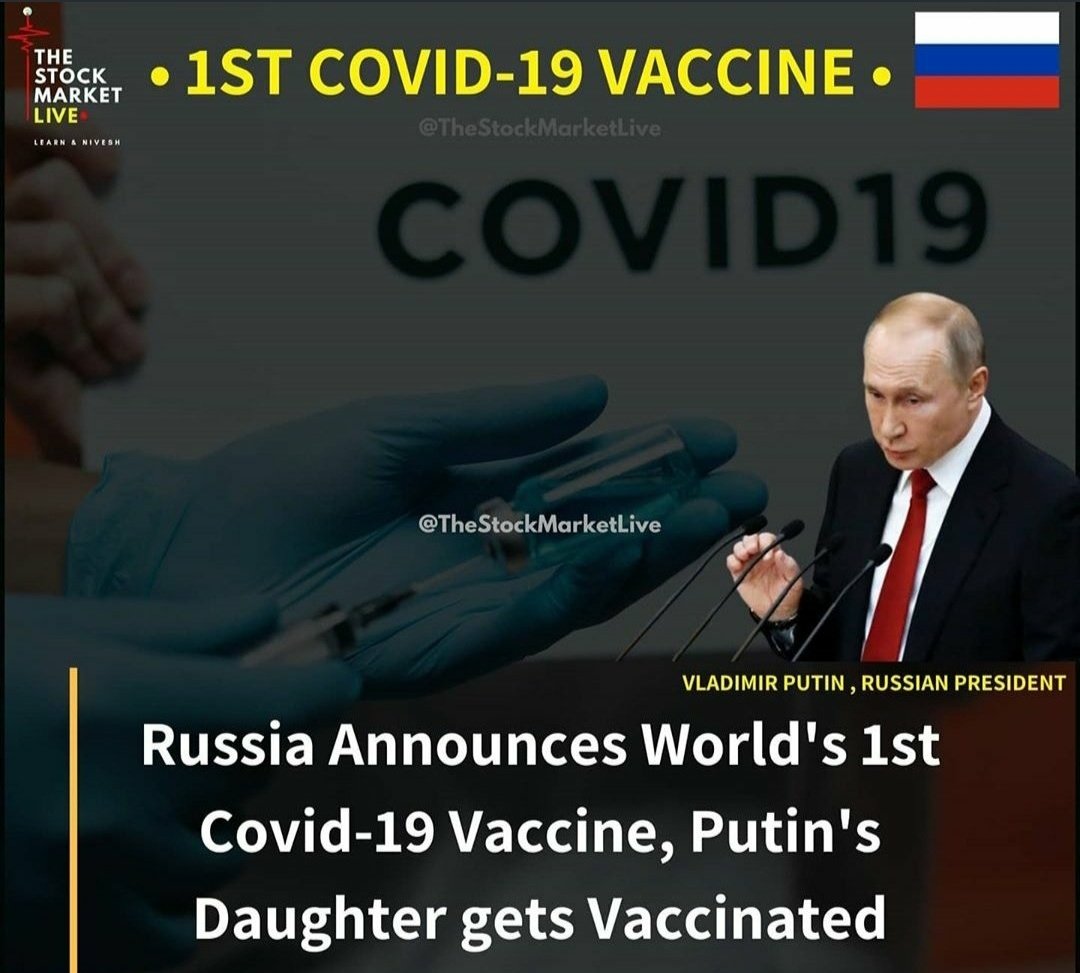 THE
STOCK
MARKET
LIVE
LEARN & NIVESH
• 1ST COVID-19 VACCINE •
@TheStockMarketLive
COVID19
@TheStockMarketLive
VLADIMIR PUTIN , RUSSIAN PRESIDENT
Russia Announces World's 1st
Covid-19 Vaccine, Putin's
Daughter gets Vaccinated